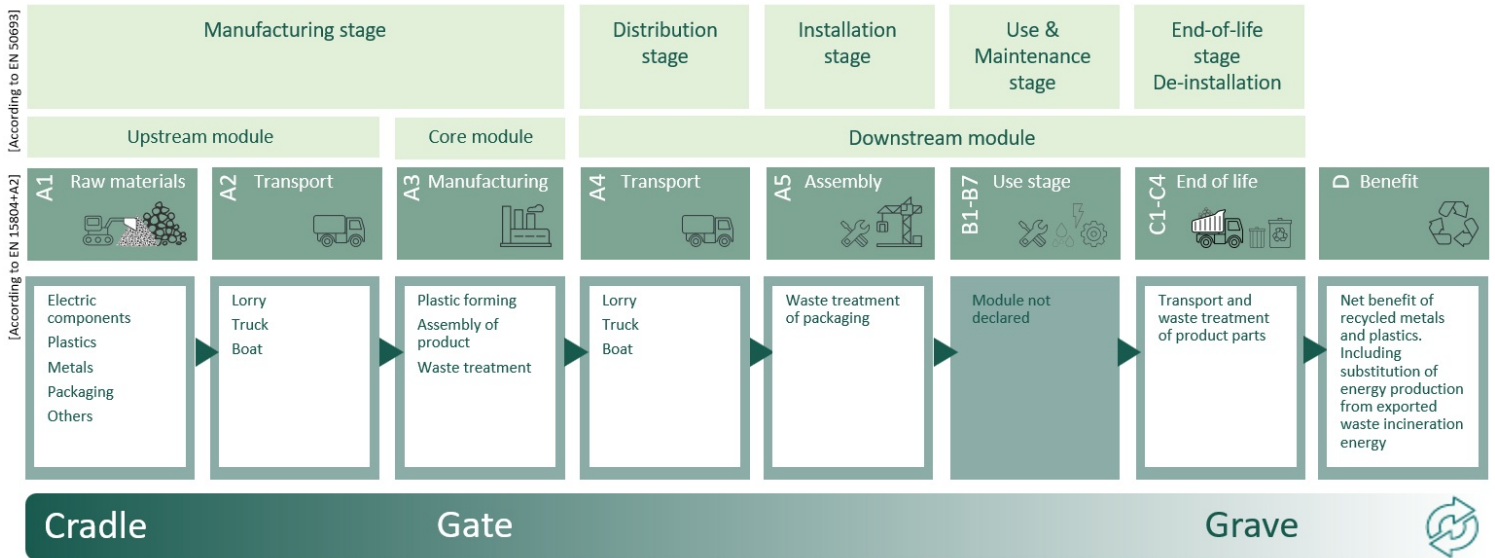 [According to EN 50693]
Manufacturing stage
Distribution
stage
Installation
stage
Use &
Maintenance
stage
End-of-life
stage
De-installation
Upstream module
Core module
Downstream module
[According to EN 15804+A2]
A1 Raw materials
A2 Transport
A3 Manufacturing
A4 Transport
A5 Assembly
B1-B7 Use stage
C1-C4 End of life
D Benefit
Electric
components
Plastics
Metals
Packaging
Others
Lorry
Truck
Boat
Plastic forming
Assembly of
product
Waste treatment
Lorry
Truck
Boat
Waste treatment
of packaging
Module not
declared
Transport and
waste treatment
of product parts
Net benefit of
recycled metals
and plastics.
Including
substitution of
energy production
from exported
waste incineration
energy
Cradle
Gate
Grave